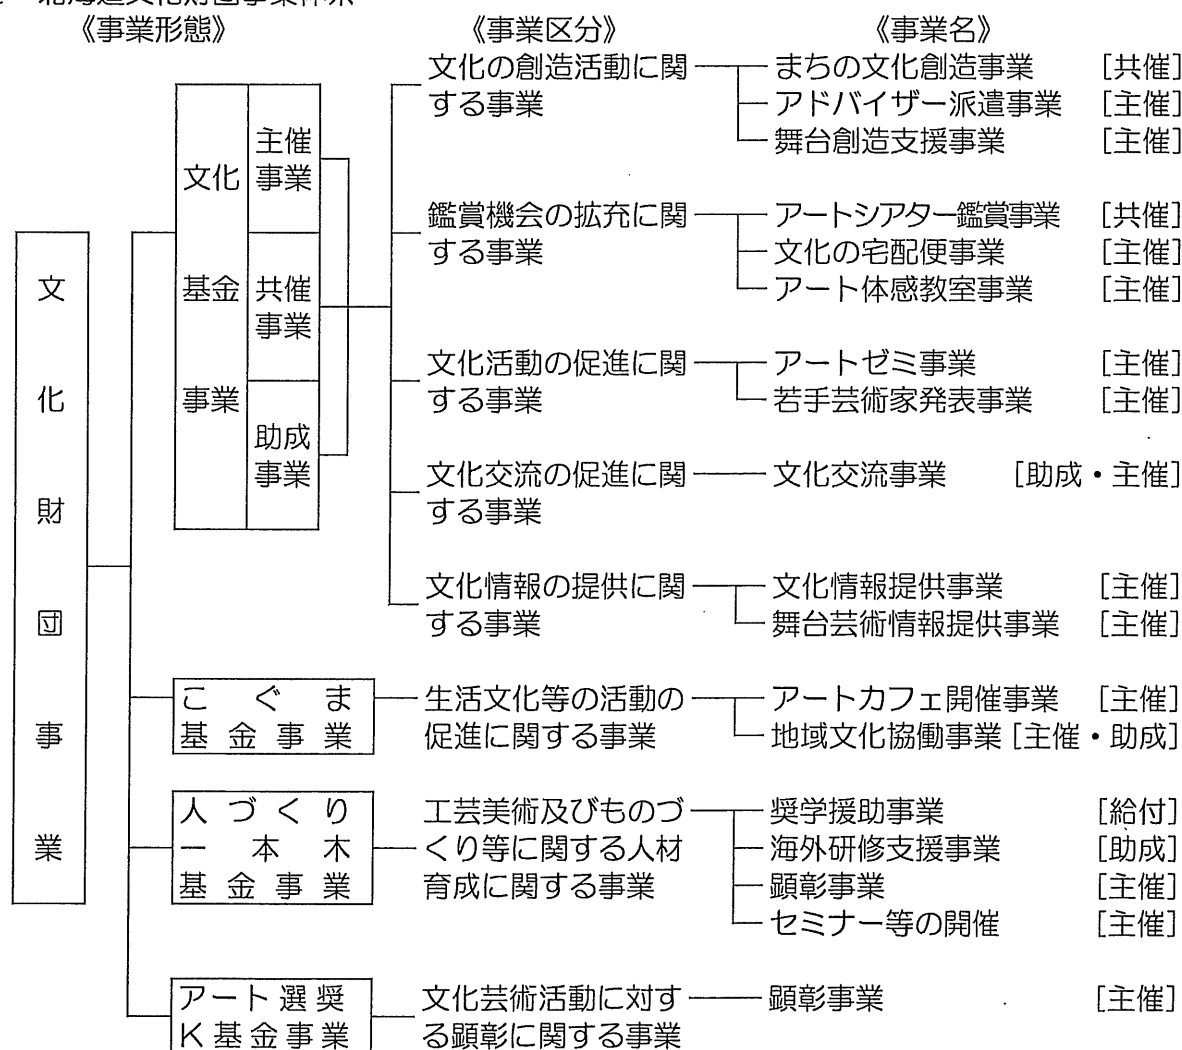 北海道文化財団事業体系
《事業形態》 《事業区分》 《事業名》
文化財団事業
文化基金事業
主催事業
共催事業
助成事業
文化の創造活動に関
する事業
まちの文化創造事業 [共催]
アドバイザー派遣事業 [主催]
舞台創造支援事業 [主催]
鑑賞機会の拡充に関
する事業
アートシアター鑑賞事業 [共催]
文化の宅配便事業 [主催]
アート体感教室事業 [主催]
文化活動の促進に関
する事業
アートゼミ事業 [主催]
若手芸術家発表事業 [主催]
文化交流の促進に関
する事業
文化交流事業 [助成・主催]
文化情報の提供に関
する事業
文化情報提供事業 [主催]
舞台芸術情報提供事業 [主催]
こぐま
基金事業
生活文化等の活動の
促進に関する事業
アートカフェ開催事業 [主催]
地域文化協働事業 [主催・助成]
人づくり
一本木
基金事業
工芸美術及びものづ
くり等に関する人材
育成に関する事業
奨学援助事業 [給付]
海外研修支援事業 [助成]
顕彰事業 [主催]
セミナー等の開催 [主催]
アート選奨
K基金事業
文化芸術活動に対す
る顕彰に関する事業
顕彰事業 [主催]